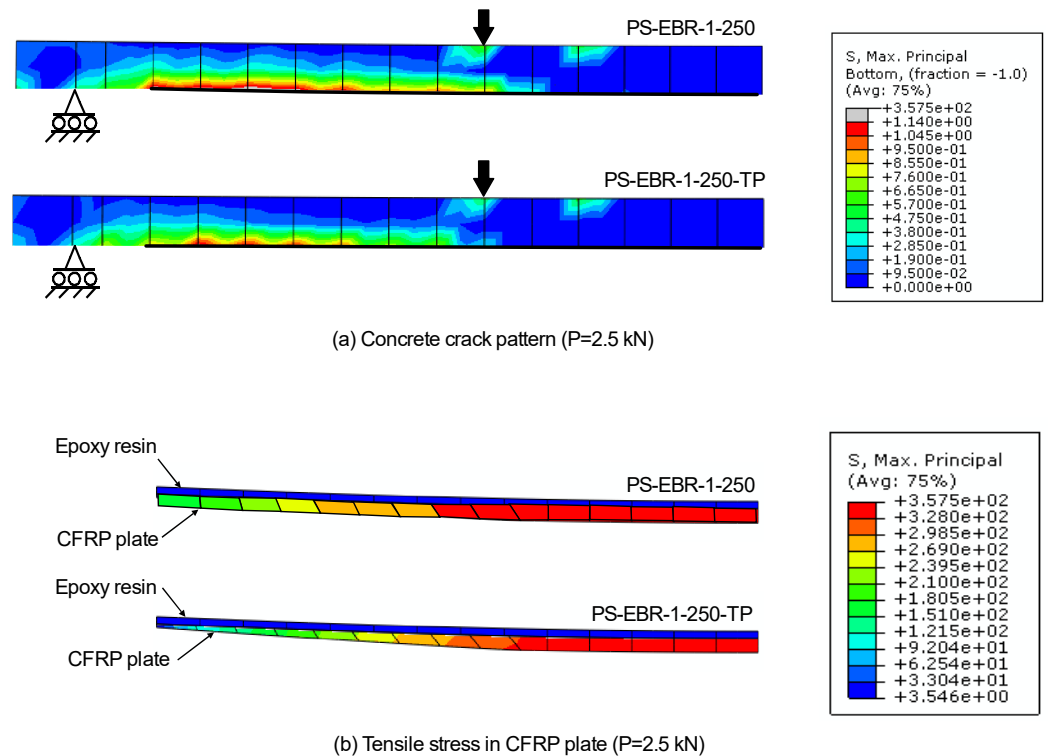 PS-EBR-1-250
S, Max. Principal
Bottom, (fraction = -1.0)
(Avg: 75%)
+3.575e+02
+1.140e+00
+1.045e+00
+9.500e-01
+8.550e-01
+7.600e-01
+6.650e-01
+5.700e-01
+4.750e-01
+3.800e-01
+2.850e-01
+1.900e-01
+9.500e-02
+0.000e+00
PS-EBR-1-250-TP
(a) Concrete crack pattern (P=2.5 kN)
Epoxy resin
PS-EBR-1-250
CFRP plate
Epoxy resin
PS-EBR-1-250-TP
CFRP plate
S, Max. Principal
(Avg: 75%)
+3.575e+02
+3.280e+02
+2.985e+02
+2.690e+02
+2.395e+02
+2.100e+02
+1.805e+02
+1.510e+02
+1.215e+02
+9.204e+01
+6.254e+01
+3.304e+01
+3.546e+00
(b) Tensile stress in CFRP plate (P=2.5 kN)